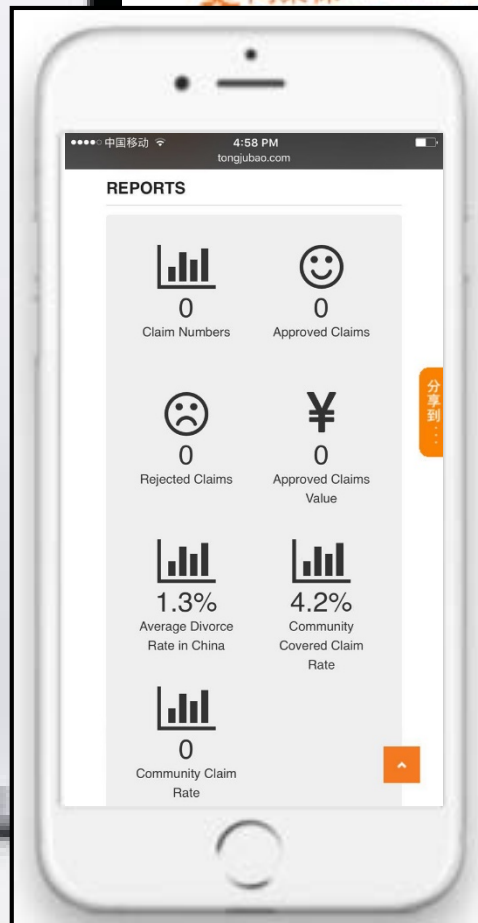 中国移动
4:58 PM
tongjubao.com
REPORTS
0
Claim Numbers
0
Approved Claims
分享到...
0
Rejected Claims
¥
0
Approved Claims
Value
1.3%
Average Divorce
Rate in China
4.2%
Community
Covered Claim
Rate
0
Community Claim
Rate